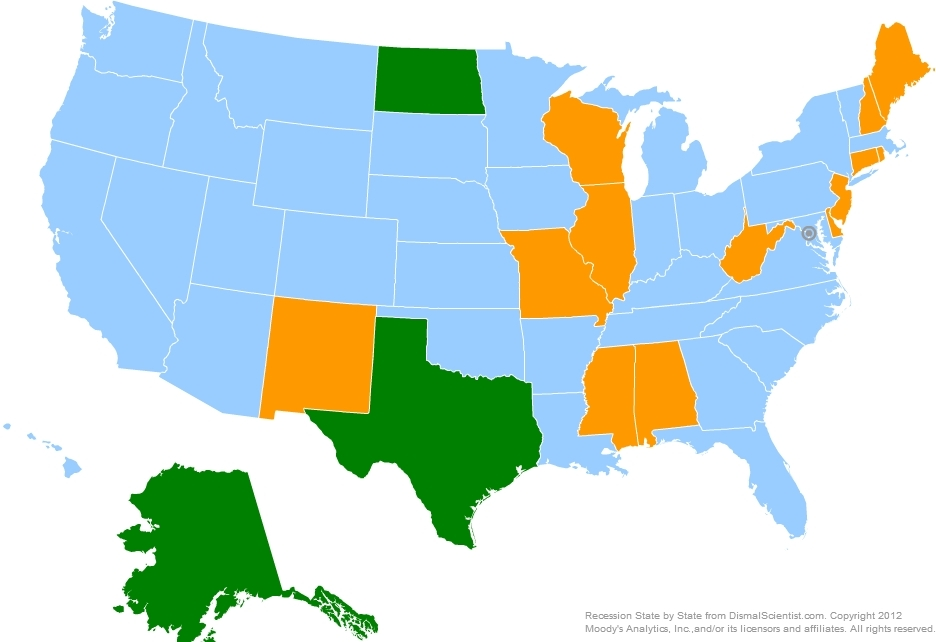 Recession State by State from DismalScientist.com. Copyright 2012
Moody's Analytics, Inc.,and/or its licensors and affiliates. All rights reserved.